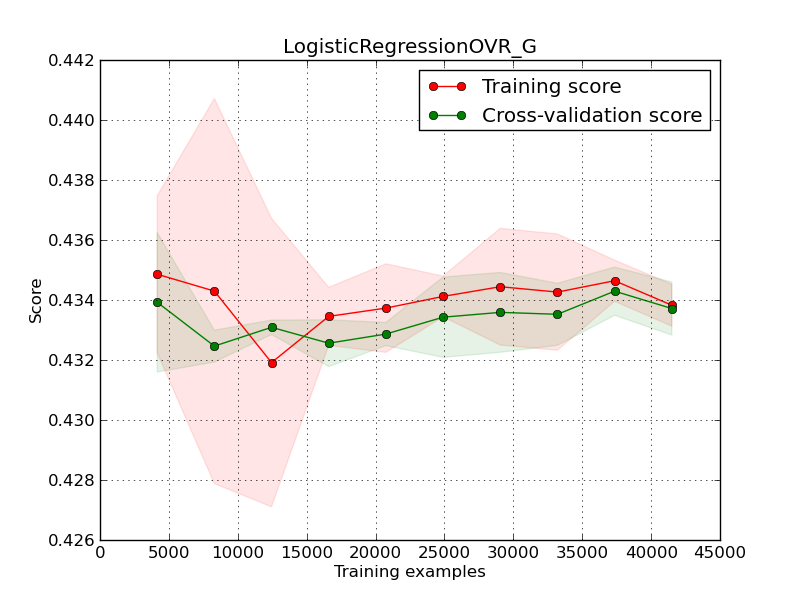 LogisticRegressionOVR_G
Training score
Cross-validation score
0.442
0.440
0.438
0.436
0.434
0.432
0.430
0.428
0.426
Score
0 5000 10000 15000 20000 25000 30000 35000 40000 45000
Training examples